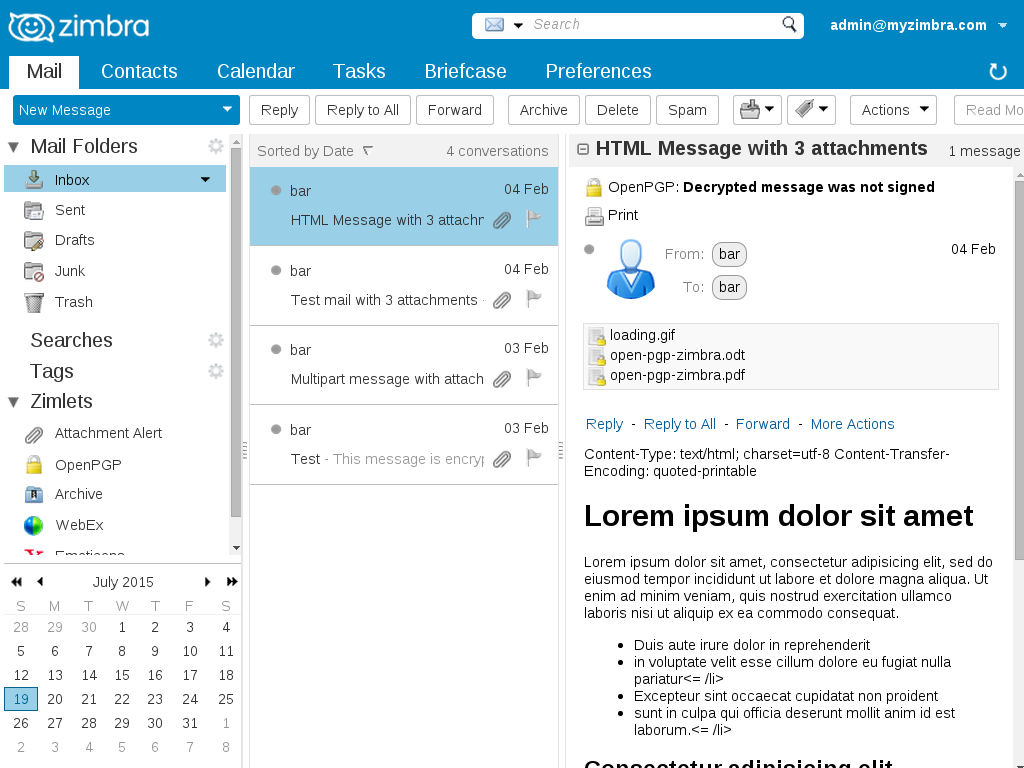 zimbra
Search
admin@myzimbra.com
Mail
Contacts
Calendar
Tasks
Briefcase
Preferences
New Message
Reply
Reply to All
Forward
Archive
Delete
Spam
Actions
Read Mo
Mail Folders
Inbox
Sent
Drafts
Junk
Trash
Searches
Tags
Zimlets
Attachment Alert
OpenPGP
Archive
WebEx
Emoticons
July 2015
S M T W T F S
28 29 30 1 2 3 4
5 6 7 8 9 10 11
12 13 14 15 16 17 18
19 20 21 22 23 24 25
26 27 28 29 30 31 1
2 3 4 5 6 7 8
Sorted by Date
4 conversations
bar 04 Feb
HTML Message with 3 attachr
bar 04 Feb
Test mail with 3 attachments
bar 03 Feb
Multipart message with attach
bar 03 Feb
Test - This message is encryp
HTML Message with 3 attachments
1 message
OpenPGP: Decrypted message was not signed
Print
From: bar
04 Feb
To: bar
loading.gif
open-pgp-zimbra.odt
open-pgp-zimbra.pdf
Reply - Reply to All - Forward - More Actions
Content-Type: text/html; charset=utf-8 Content-Transfer-
Encoding: quoted-printable
Lorem ipsum dolor sit amet
Lorem ipsum dolor sit amet, consectetur adipisicing elit, sed do
eiusmod tempor incididunt ut labore et dolore magna aliqua. Ut
enim ad minim veniam, quis nostrud exercitation ullamco
laboris nisi ut aliquip ex ea commodo consequat.
• Duis aute irure dolor in reprehenderit
• in voluptate velit esse cillum dolore eu fugiat nulla
pariatur<= /li>
• Excepteur sint occaecat cupidatat non proident
• sunt in culpa qui officia deserunt mollit anim id est
laborum.<= /li>
Consectetur adipisicing elit